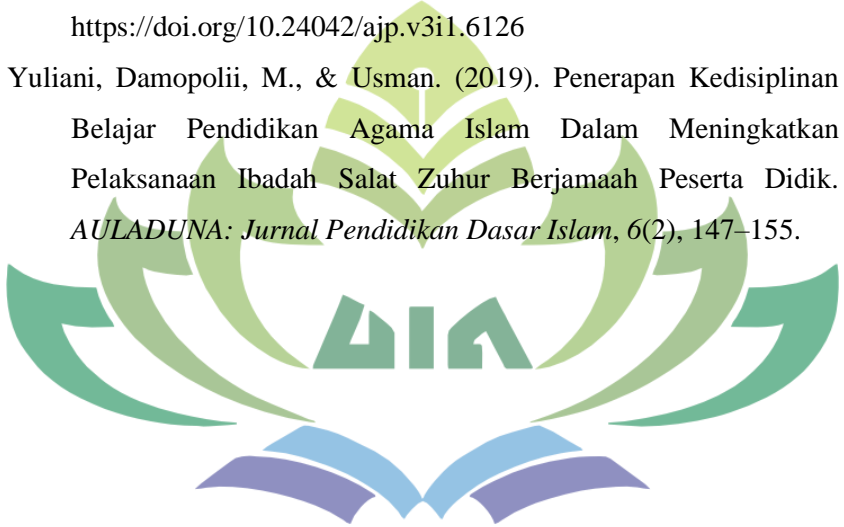 https://doi.org/10.24042/ajp.v3i1.6126
Yuliani, Damopolii, M., & Usman. (2019). Penerapan Kedisiplinan
Belajar Pendidikan Agama Islam Dalam Meningkatkan
Pelaksanaan Ibadah Salat Zuhur Berjamaah Peserta Didik.
AULADUNA: Jurnal Pendidikan Dasar Islam, 6(2), 147–155.
UIN